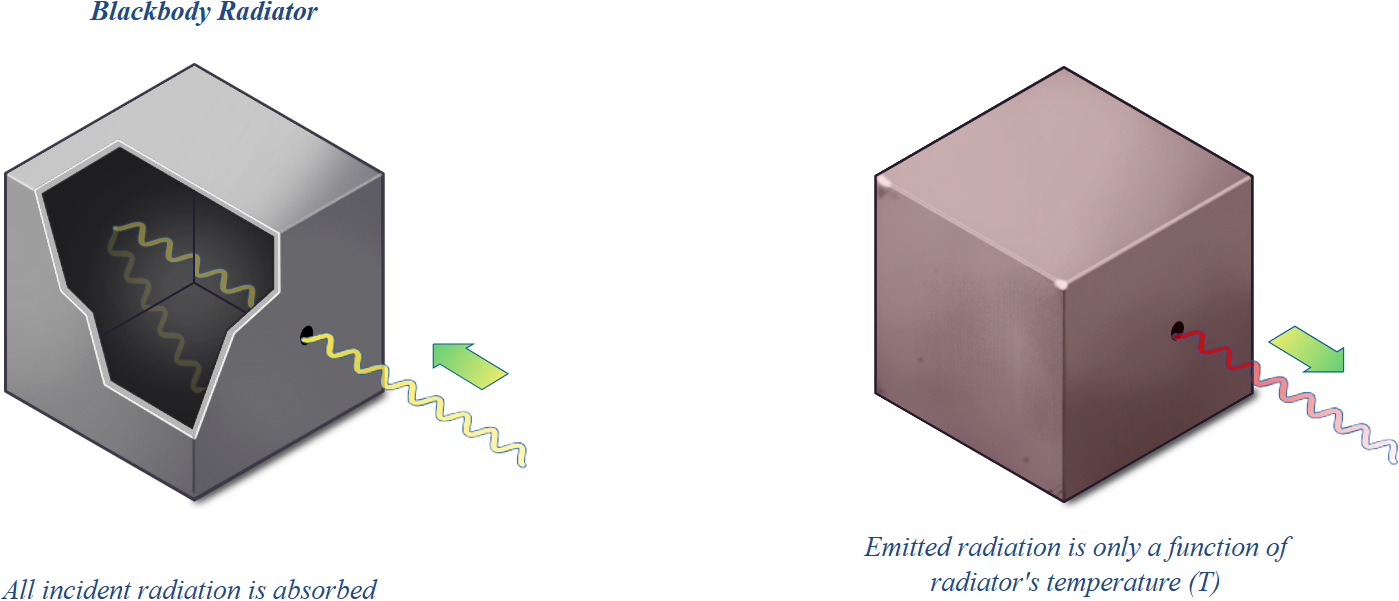 Blackbody Radiator
All incident radiation is absorbed
Emitted radiation is only a function of
radiator's temperature (T)